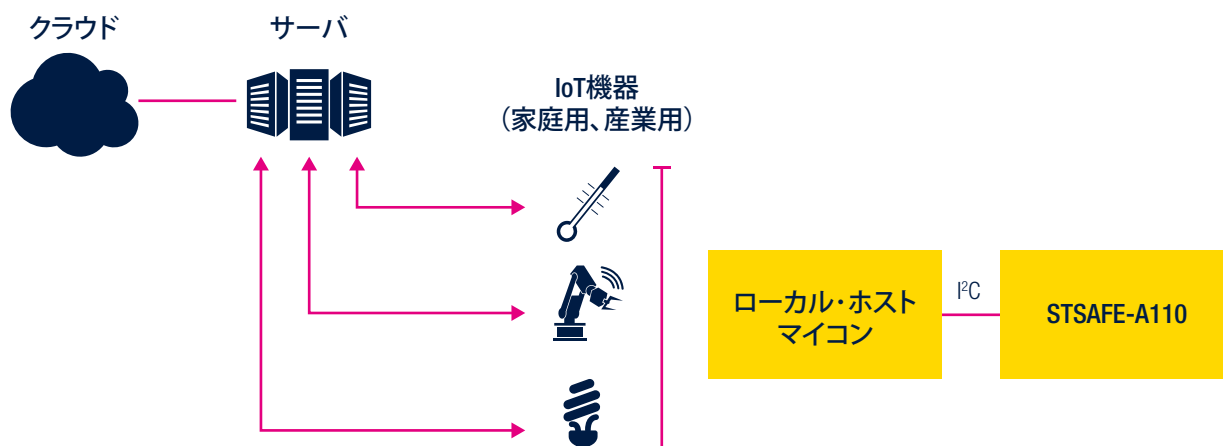 クラウド
サーバ
IoT機器
（家庭用、産業用）
ローカル・ホスト
マイコン
I²C
STSAFE-A110